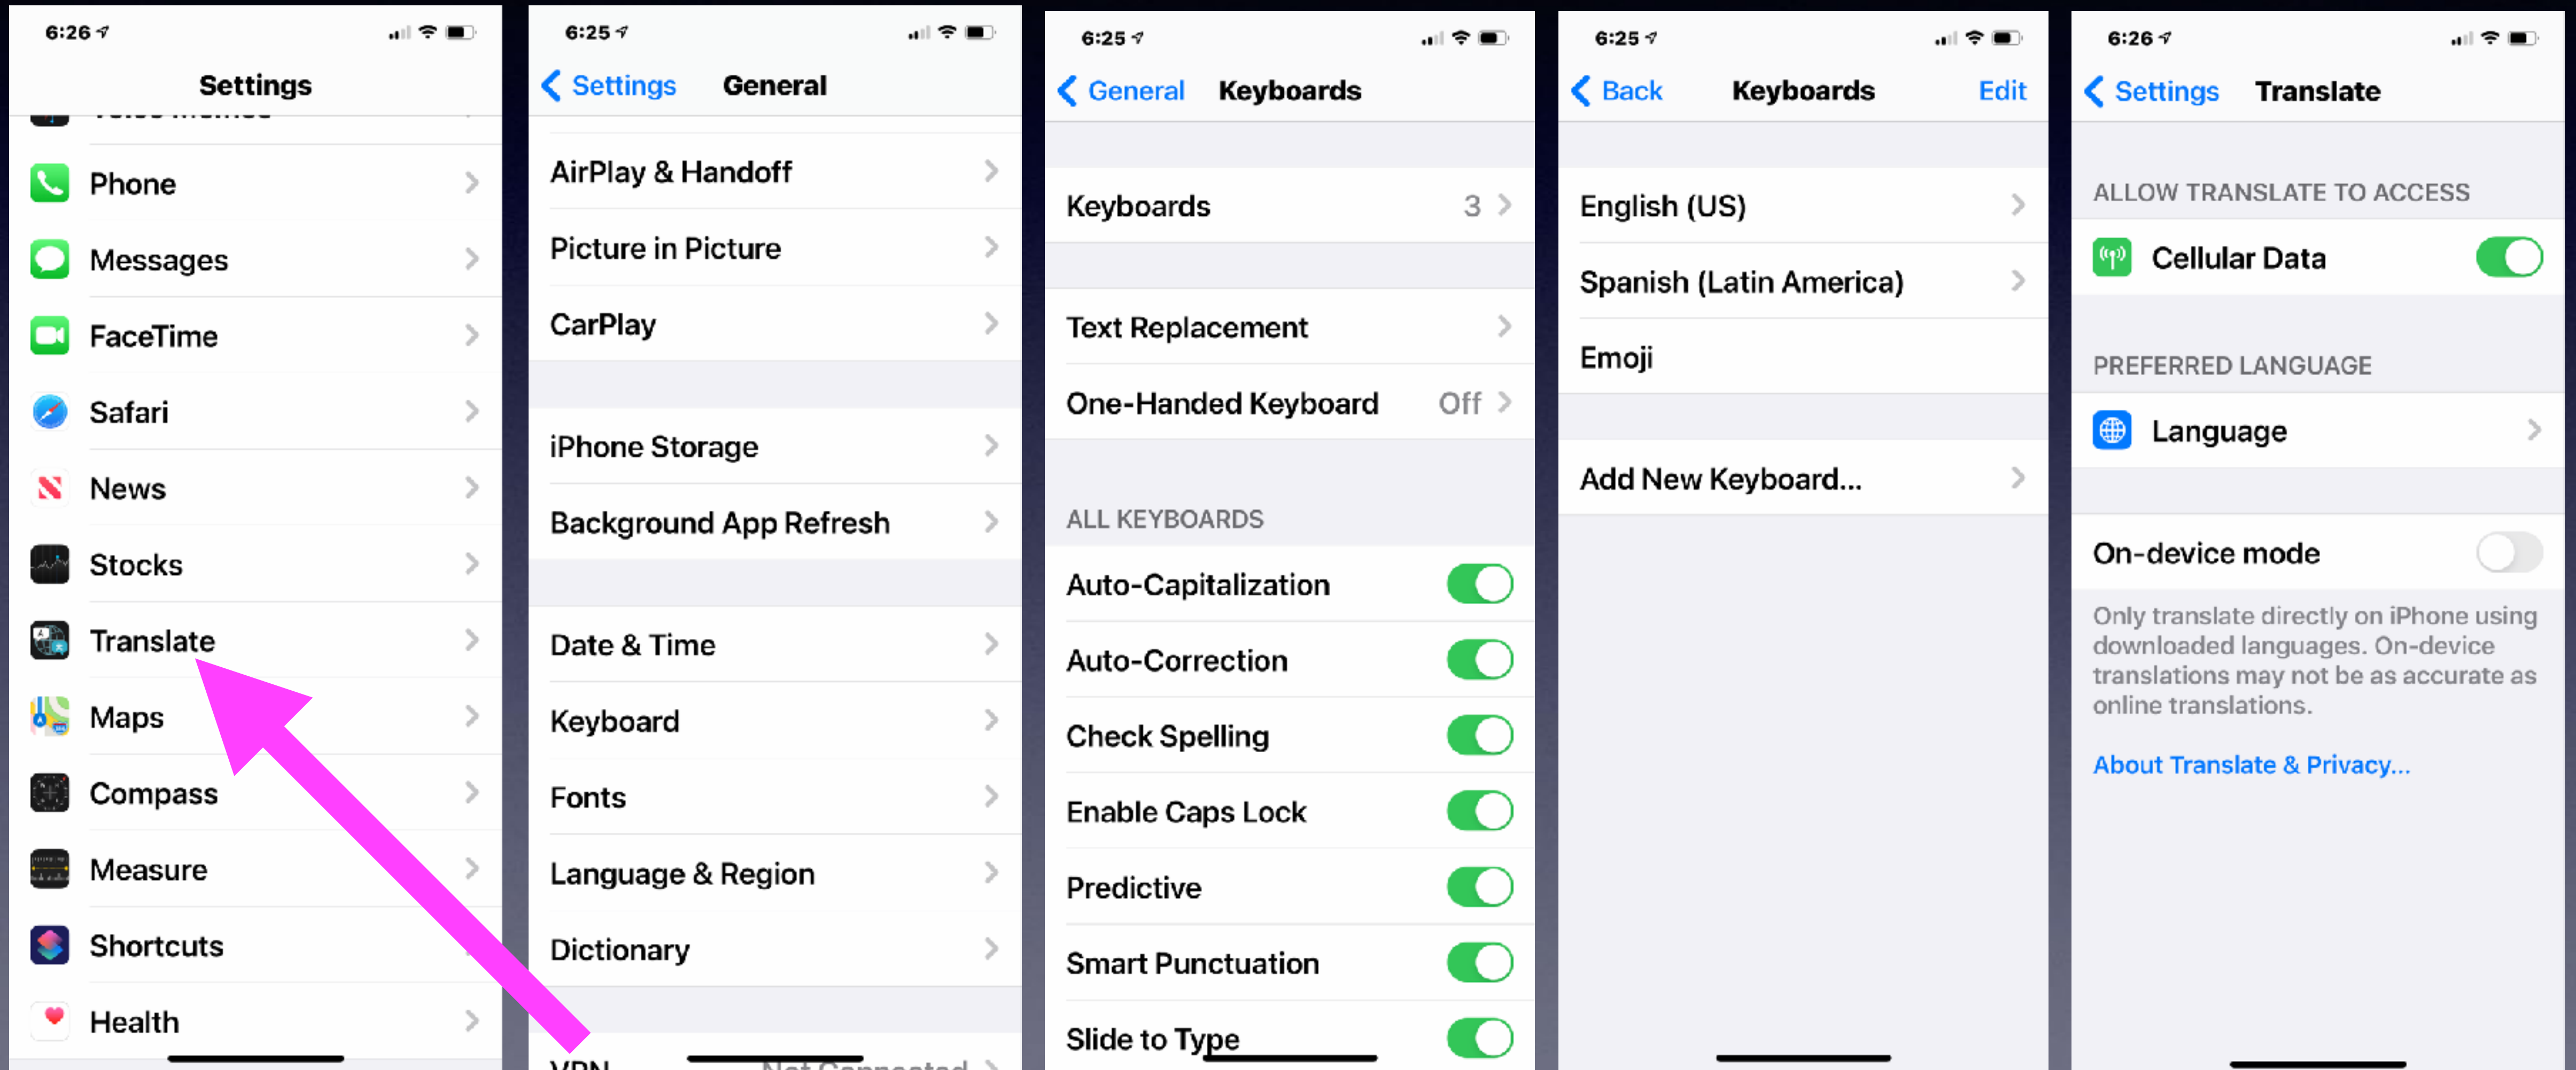 6:26
Settings
Phone
Messages
FaceTime
Safari
News
Stocks
Translate
Maps
Compass
Measure
Shortcuts
Health
6:25
Settings General
AirPlay & Handoff
Picture in Picture
CarPlay
iPhone Storage
Background App Refresh
Date & Time
Keyboard
Fonts
Language & Region
Dictionary
VPN Not Connected
6:25
General Keyboards
Keyboards 3
Text Replacement
One-Handed Keyboard Off
ALL KEYBOARDS
Auto-Capitalization
Auto-Correction
Check Spelling
Enable Caps Lock
Predictive
Smart Punctuation
Slide to Type
6:25
Back Keyboards Edit
English (US)
Spanish (Latin America)
Emoji
Add New Keyboard...
6:26
Settings Translate
ALLOW TRANSLATE TO ACCESS
Cellular Data
PREFERRED LANGUAGE
Language
On-device mode
Only translate directly on iPhone using
downloaded languages. On-device
translations may not be as accurate as
online translations.
About Translate & Privacy...